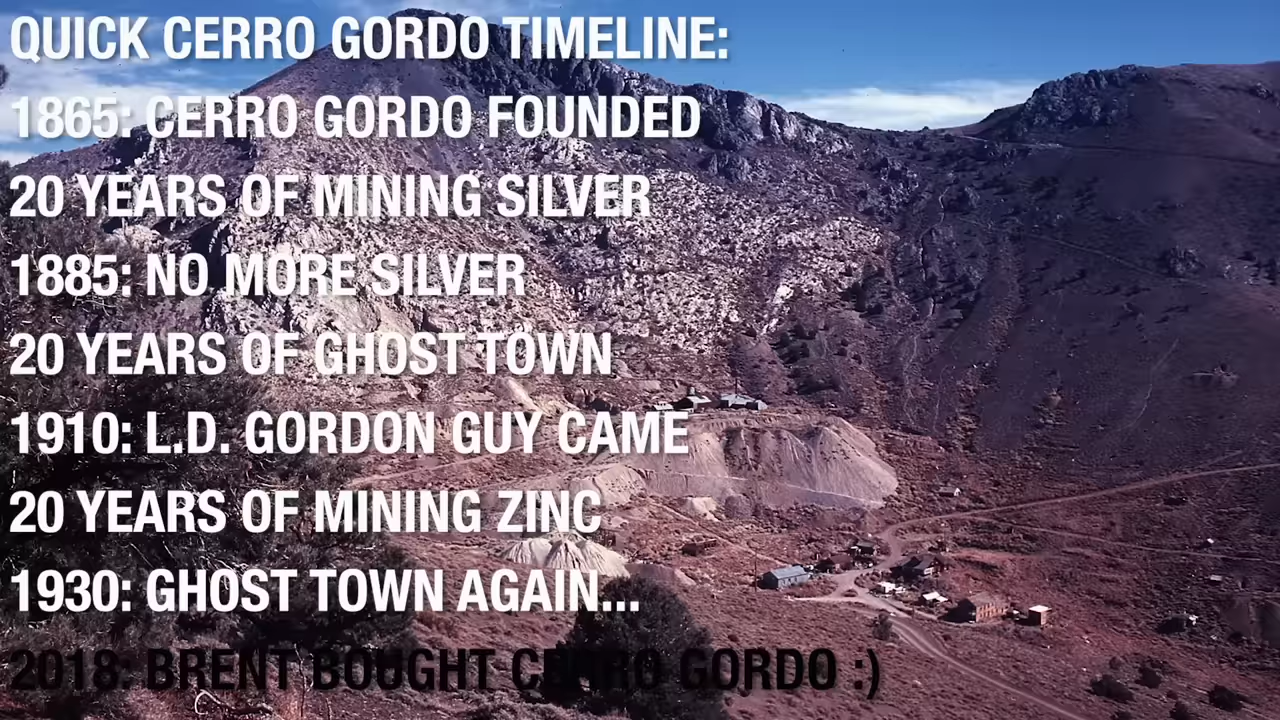 QUICK CERRO GORDO TIMELINE:
1865: CERRO GORDO FOUNDED
20 YEARS OF MINING SILVER
1885: NO MORE SILVER
20 YEARS OF GHOST TOWN
1910: L.D. GORDON GUY CAME
20 YEARS OF MINING ZINC
1930: GHOST TOWN AGAIN...
2018: BRENT BOUGHT CERRO GORDO :)